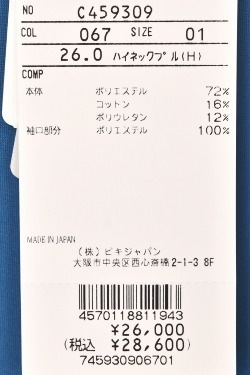 NO C459309
COL 067 SIZE 01
26.0 ハイネックプル(H)
COMP
本体 ポリエステル 72%
コットン 16%
ポリウレタン 12%
袖口部分 ポリエステル 100%
MADE IN JAPAN
(株)ピキジャパン
大阪市中央区西心斎橋2-1-3 8F
4570118811943
¥26,000
(税込 ¥28,600)
745930906701